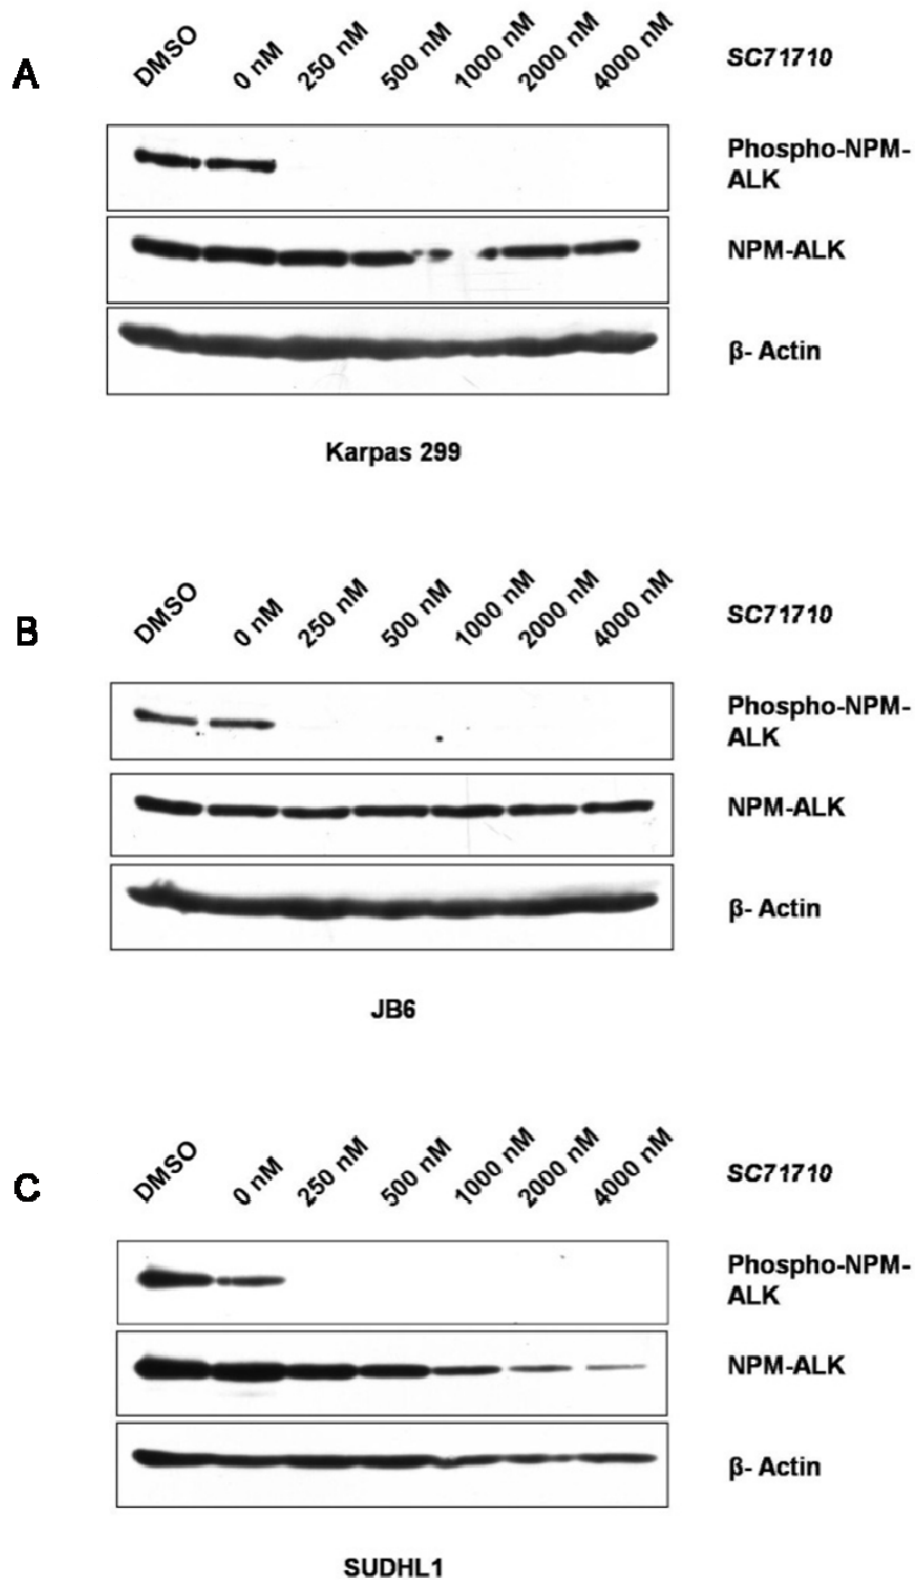 A
DMSO 0 nM 250 nM 500 nM 1000 nM 2000 nM 4000 nM SC71710
Phospho-NPM-
ALK
NPM-ALK
β- Actin
Karpas 299
B
DMSO 0 nM 250 nM 500 nM 1000 nM 2000 nM 4000 nM SC71710
Phospho-NPM-
ALK
NPM-ALK
β- Actin
JB6
C
DMSO 0 nM 250 nM 500 nM 1000 nM 2000 nM 4000 nM SC71710
Phospho-NPM-
ALK
NPM-ALK
β- Actin
SUDHL1